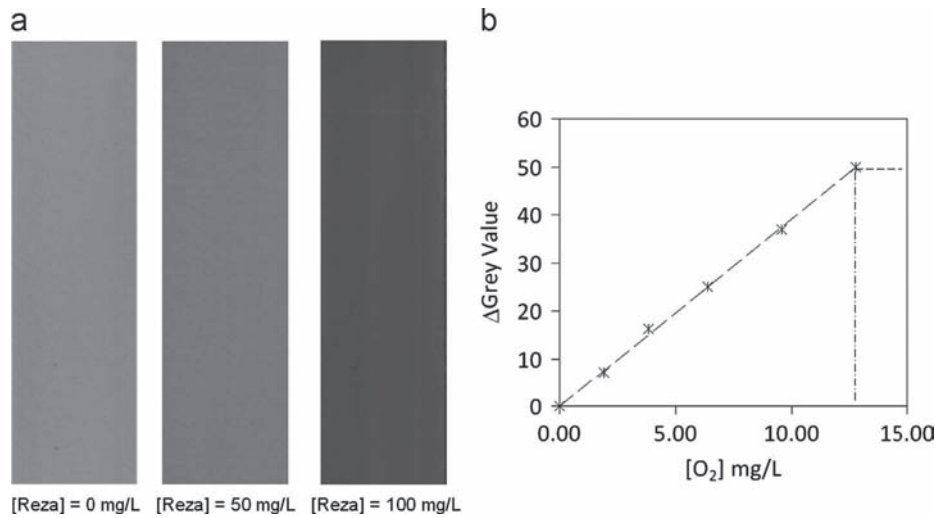 a
[Reza] = 0 mg/L
[Reza] = 50 mg/L
[Reza] = 100 mg/L
b
60
50
40
30
20
10
0
ΔGrey Value
0.00
5.00
10.00
15.00
[O₂] mg/L